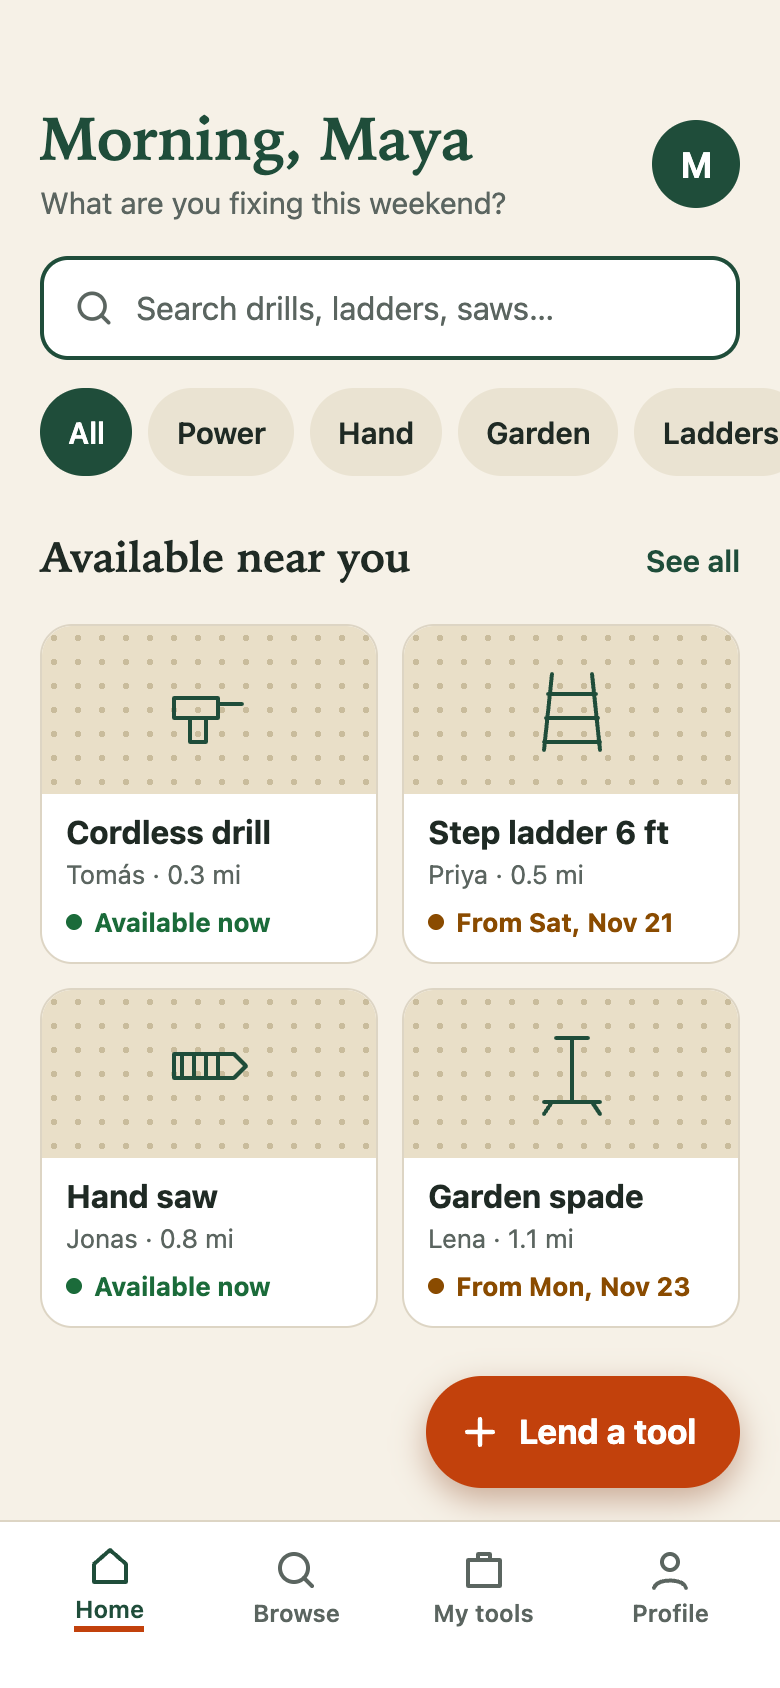 Morning, Maya
M
What are you fixing this weekend?
Search drills, ladders, saws...
All
Power
Hand
Garden
Ladders
Available near you
See all
Cordless drill
Tomás · 0.3 mi
Available now
Step ladder 6 ft
Priya · 0.5 mi
From Sat, Nov 21
Hand saw
Jonas · 0.8 mi
Available now
Garden spade
Lena · 1.1 mi
From Mon, Nov 23
Lend a tool
Home
Browse
My tools
Profile